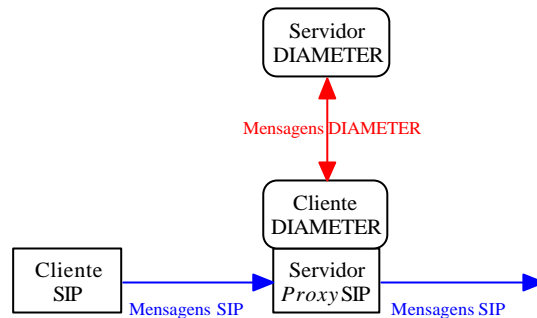 Servidor
DIAMETER
Mensagens DIAMETER
Cliente
DIAMETER
Cliente
SIP
Servidor
Proxy SIP
Mensagens SIP
Mensagens SIP